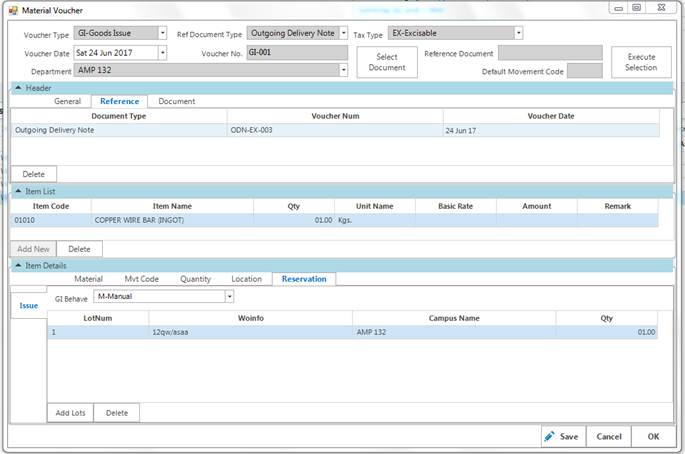 Material Voucher
Voucher Type GI-Goods Issue Ref Document Type Outgoing Delivery Note Tax Type EX-Excisable
Voucher Date Sat 24 Jun 2017 Voucher No. GI-001 Select Document Reference Document Execute Selection
Department AMP 132 Default Movement Code
Header
General Reference Document
Document Type Voucher Num Voucher Date
Outgoing Delivery Note ODN-EX-003 24 Jun 17
Delete
Item List
Item Code Item Name Qty Unit Name Basic Rate Amount Remark
01010 COPPER WIRE BAR (INGOT) 01.00 Kgs.
Add New Delete
Item Details
Material Mvt Code Quantity Location Reservation
Issue GI Behave M-Manual
LotNum Woinfo Campus Name Qty
1 12qw/asaa AMP 132 01.00
Add Lots Delete
Save Cancel OK